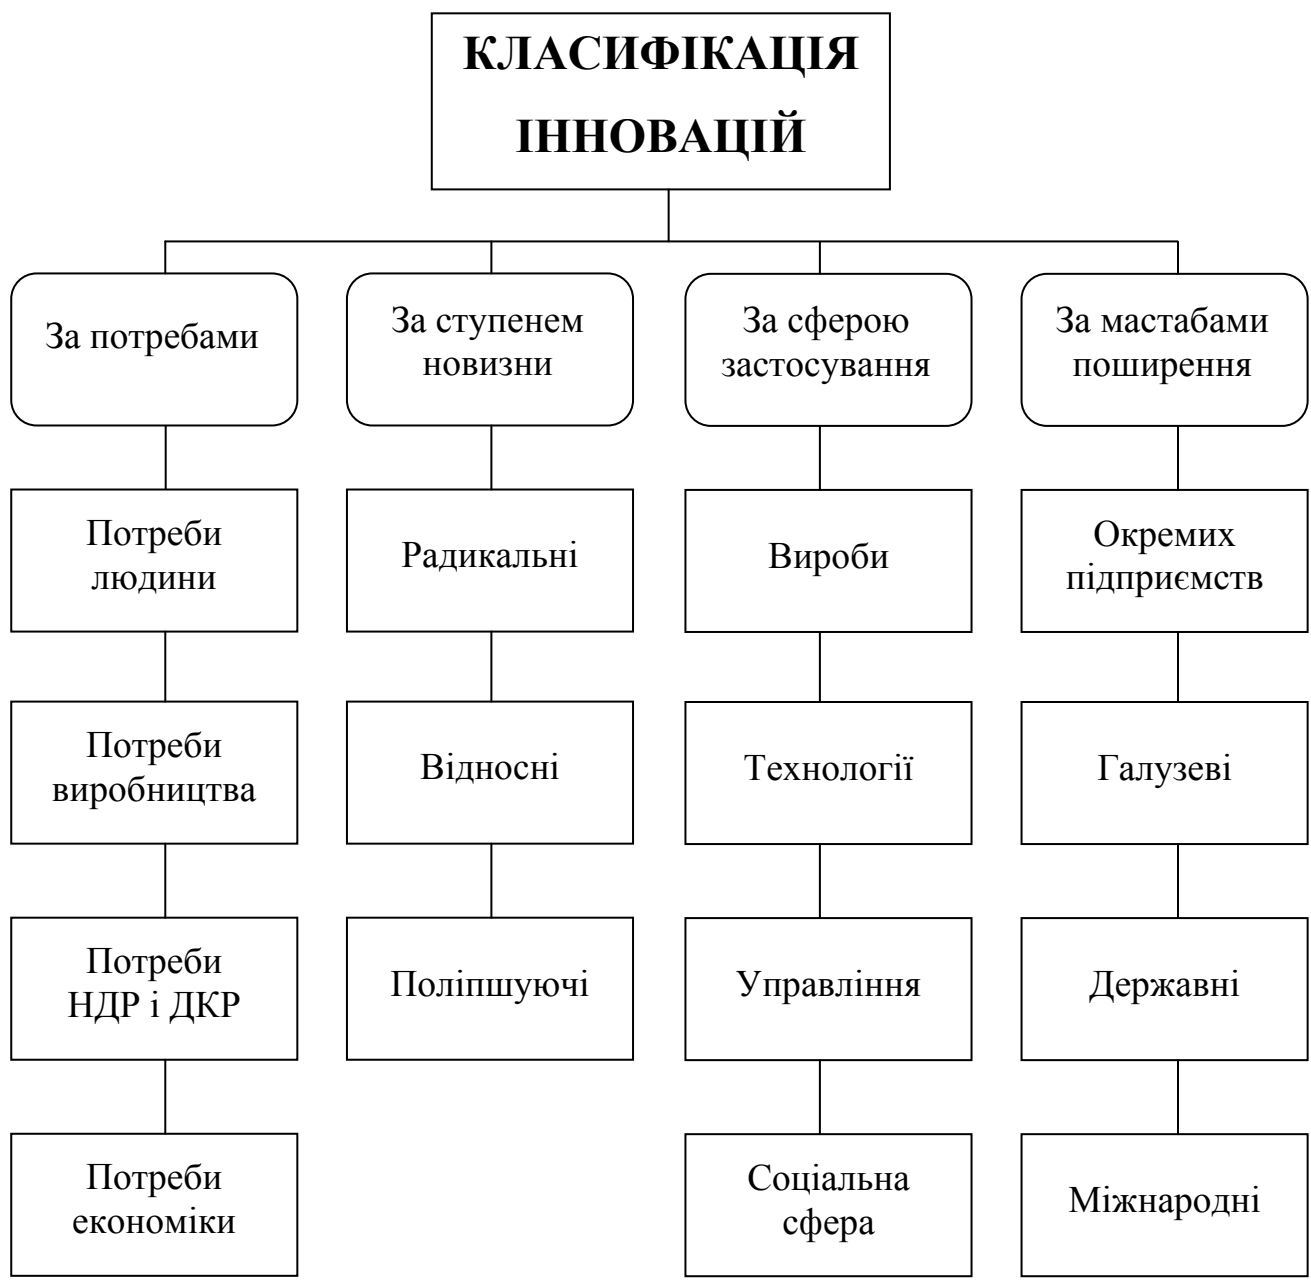 КЛАСИФІКАЦІЯ
ІННОВАЦІЙ
За потребами
За ступенем
новизни
За сферою
застосування
За мастабами
поширення
Потреби
людини
Радикальні
Вироби
Окремих
підприємств
Потреби
виробництва
Відносні
Технології
Галузеві
Потреби
НДР і ДКР
Поліпшуючі
Управління
Державні
Потреби
економіки
Соціальна
сфера
Міжнародні